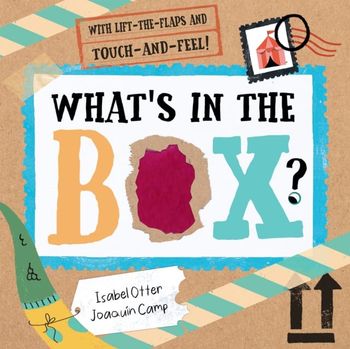 WITH LIFT-THE-FLAPS AND
TOUCH-AND-FEEL!
WHAT'S IN THE
BOX?
Isabel Otter
Joaquin Camp